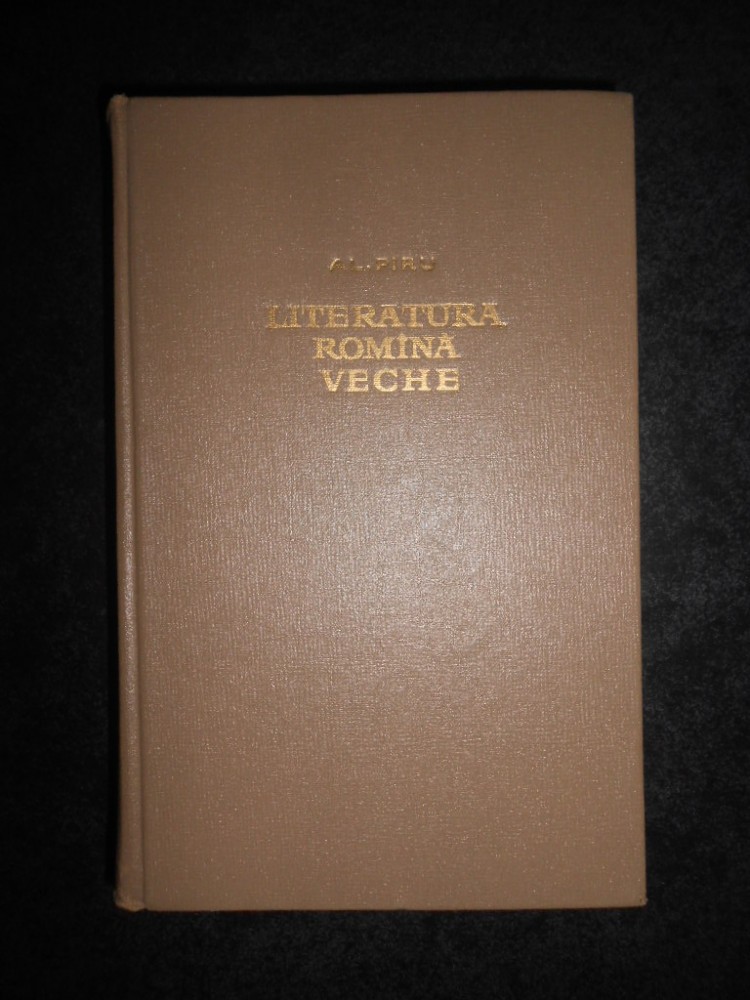 AL. PIRU
LITERATURA
ROMÎNĂ
VECHE